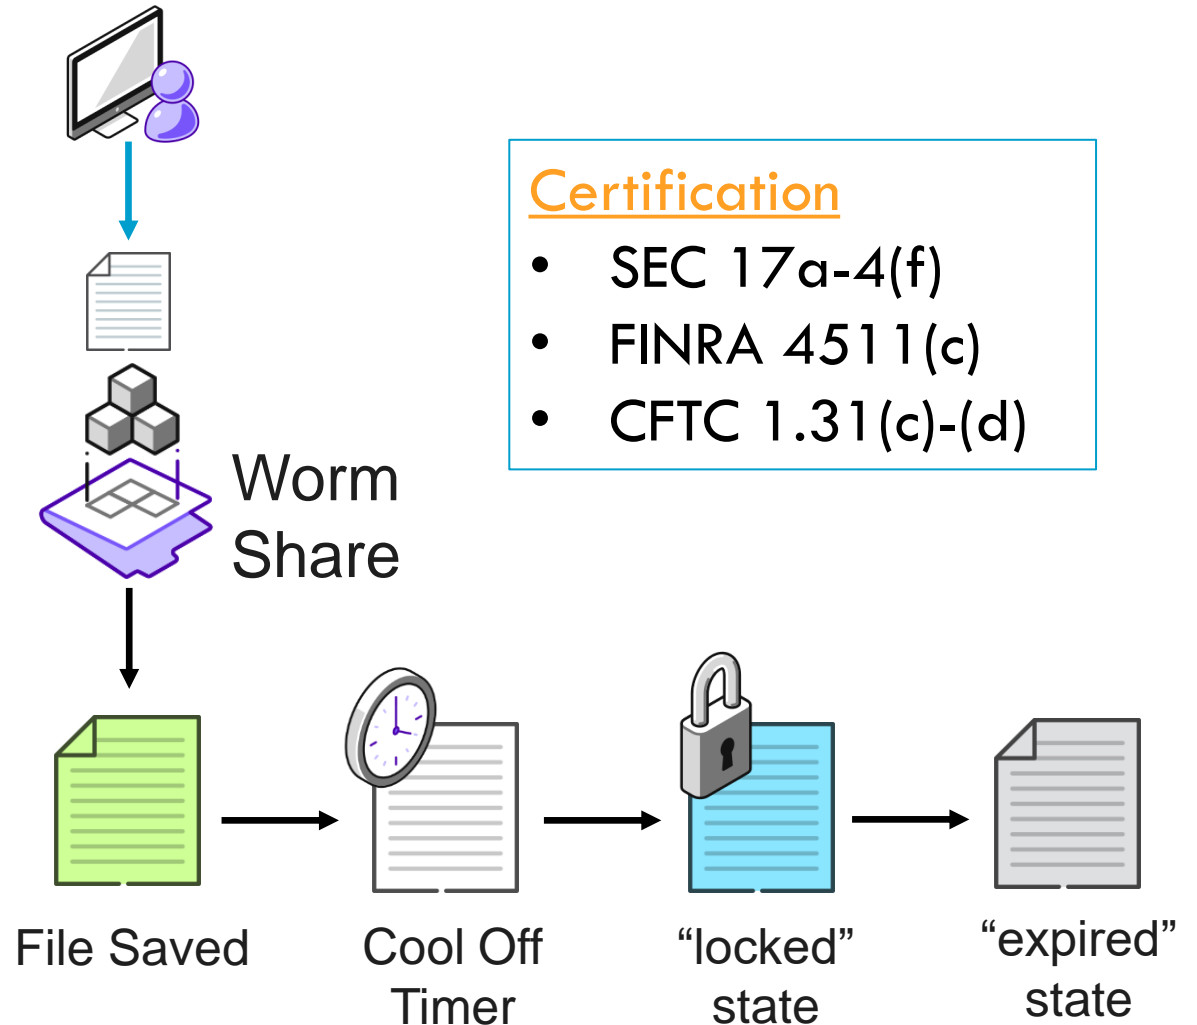 Certification
• SEC 17a-4(f)
• FINRA 4511(c)
• CFTC 1.31(c)-(d)
Worm
Share
File Saved
Cool Off
Timer
“locked”
state
“expired”
state